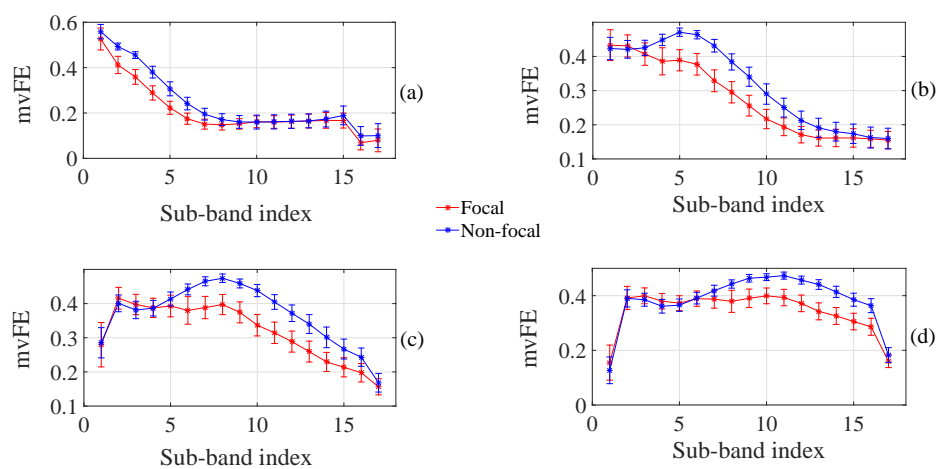 0.6
0.4
0.2
0
mvFE
0 5 10 15
Sub-band index
(a)
0.4
0.3
0.2
0.1
mvFE
0 5 10 15
Sub-band index
(b)
Focal
Non-focal
0.4
0.3
0.2
0.1
mvFE
0 5 10 15
Sub-band index
(c)
0.4
0.2
0
mvFE
0 5 10 15
Sub-band index
(d)